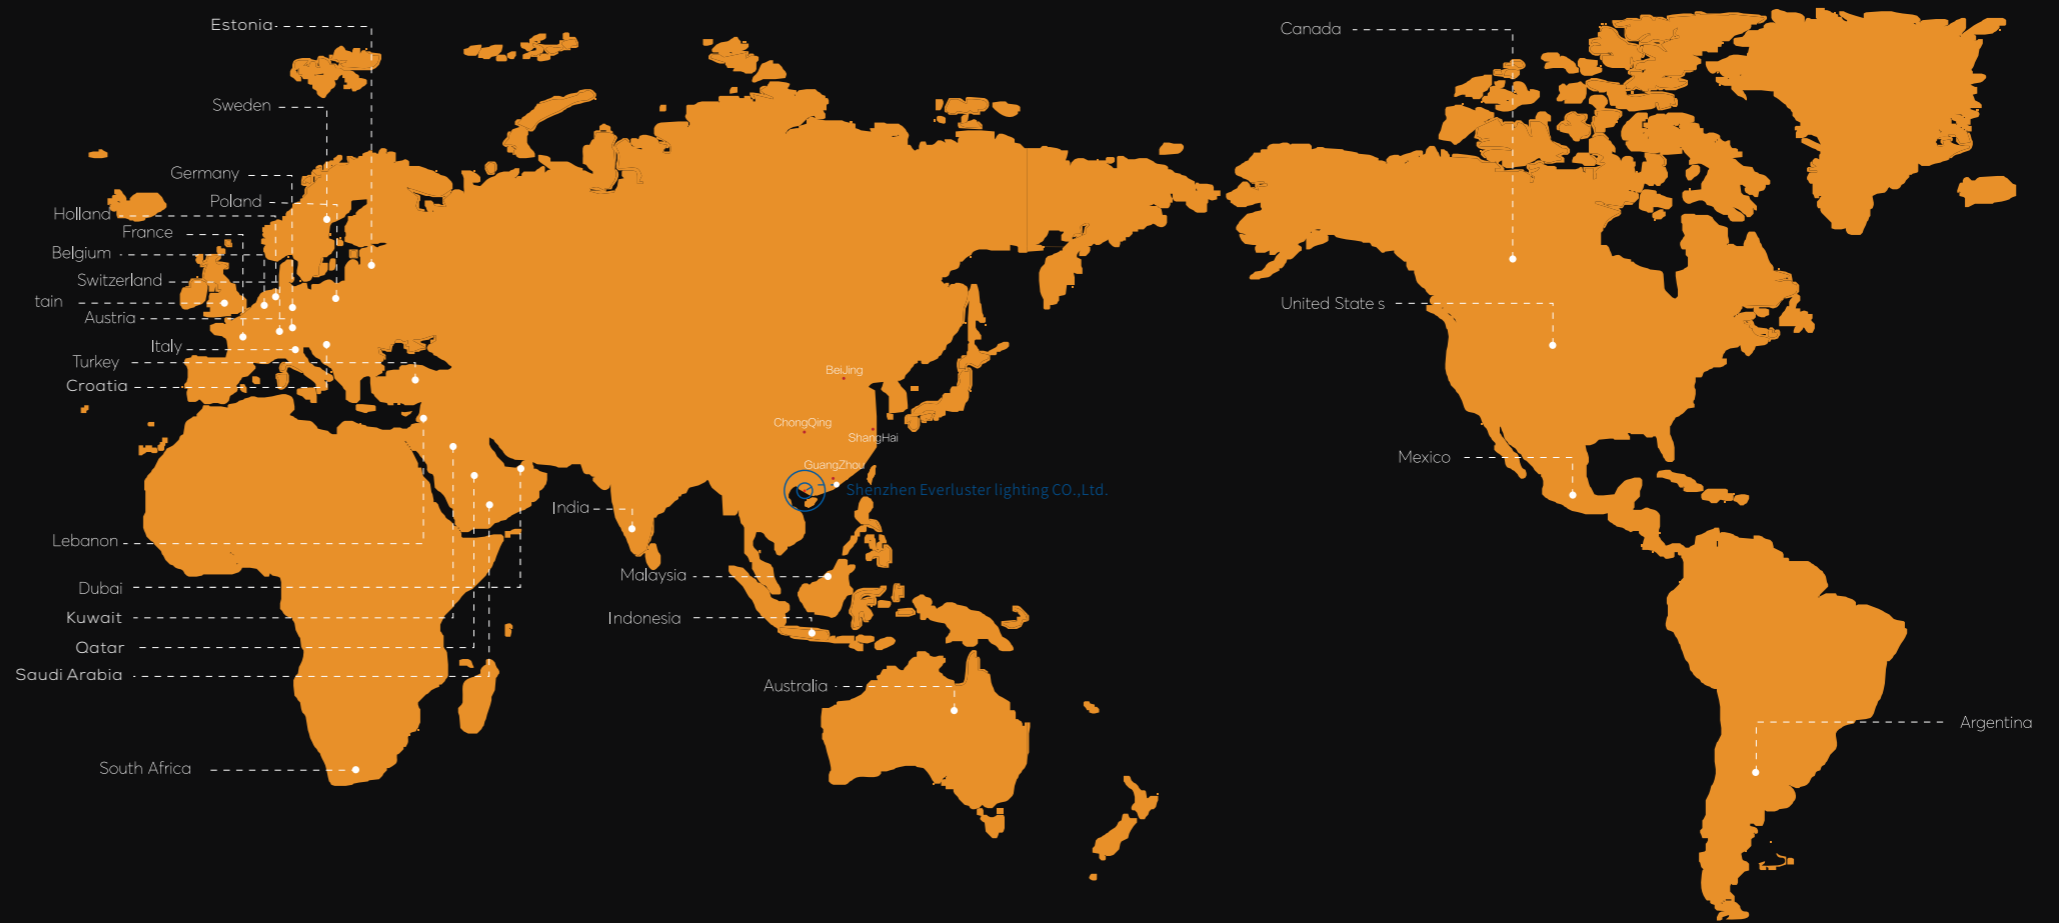 Estonia
Canada
Sweden
Germany
Poland
Holland
France
Belgium
Switzerland
tain
United State s
Austria
Italy
Turkey
BeiJing
Croatia
ChongQing
ShangHai
Mexico
GuangZhou
Shenzhen Everluster lighting CO.,Ltd.
India
Lebanon
Malaysia
Dubai
Kuwait
Indonesia
Qatar
Saudi Arabia
Australia
Argentina
South Africa